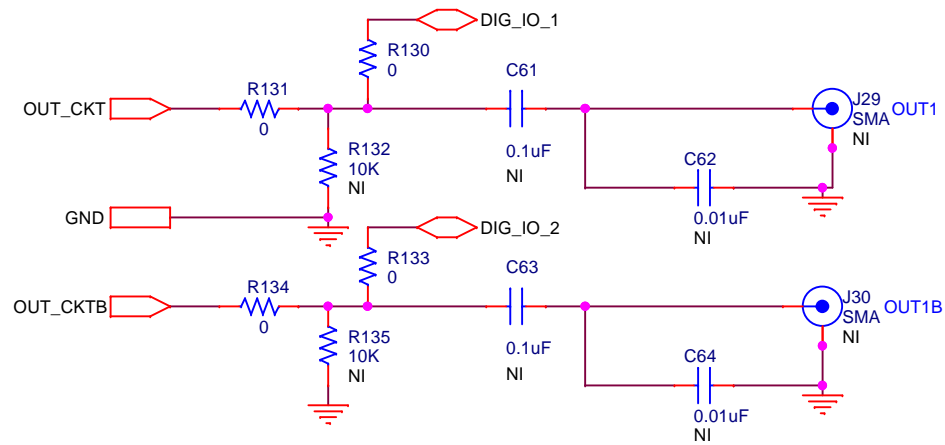 DIG_IO_1
R130
0
C61
R131
J29
OUT1
OUT_CKT
SMA
0
NI
R132
0.1uF
C62
10K
NI
NI
GND
0.01uF
DIG_IO_2
NI
R133
0
C63
R134
J30
OUT1B
OUT_CKTB
SMA
0
NI
R135
0.1uF
C64
10K
NI
NI
0.01uF
NI